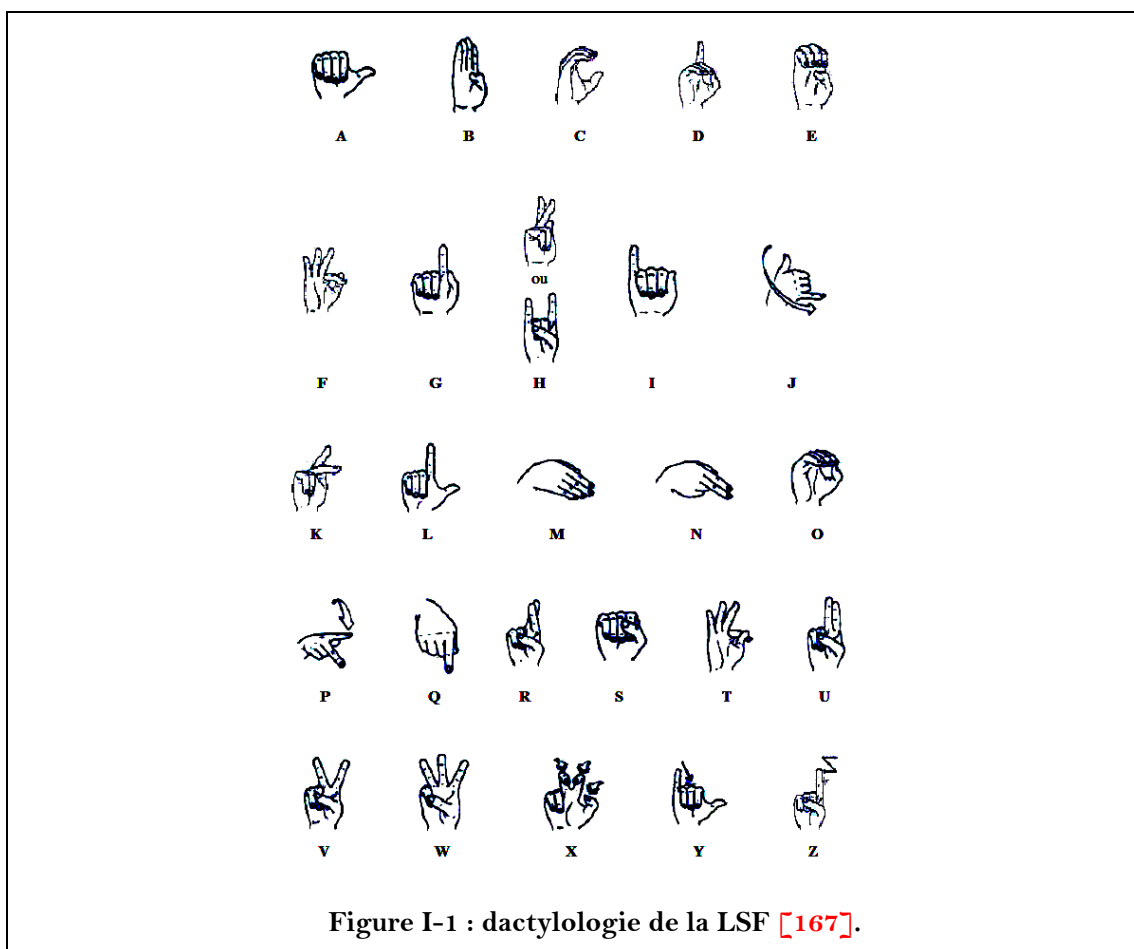 A B C D E
ou
F G H I J
K L M N O
P Q R S T U
V W X Y Z
Figure I-1 : dactylologie de la LSF [167].